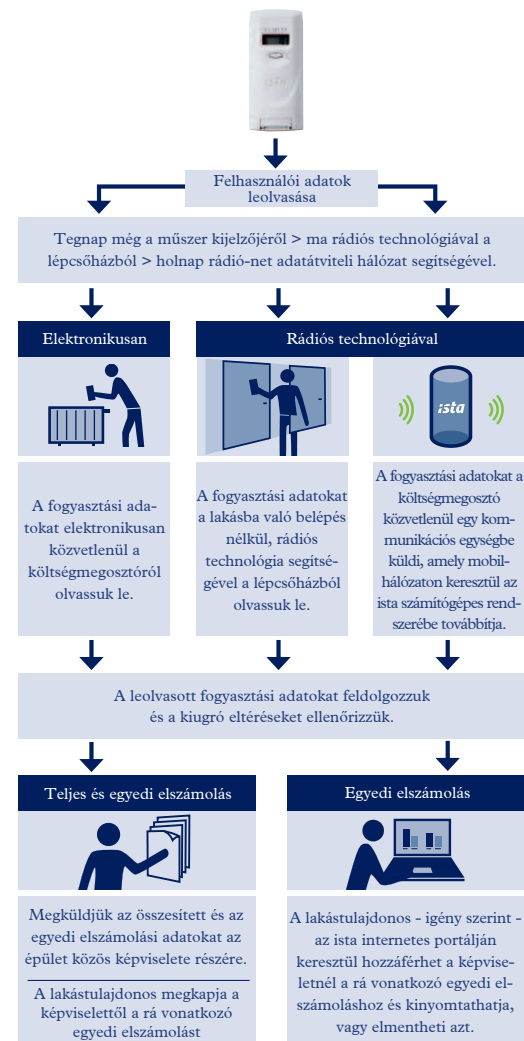 Felhasználói adatok
leolvasása
Tegnap még a műszer kijelzőjéről > ma rádiós technológiával a
lépcsőházból > holnap rádió-net adatátviteli hálózat segítségével.
Elektronikusan
A fogyasztási ada-
tokat elektronikusan
közvetlenül a
költségmegosztóról
olvassuk le.
Rádiós technológiával
ista
A fogyasztási adatokat
a lakásba való belépés
nélkül, rádiós
technológia segítsé-
gével a lépcsőházból
olvassuk le.
A fogyasztási adatokat a
költségmegosztó
közvetlenül egy kom-
munikációs egységbe
küldi, amely mobil-
hálózaton keresztül az
ista számítógépes rend-
szerébe továbbítja.
A leolvasott fogyasztási adatokat feldolgozzuk
és a kiugró eltéréseket ellenőrizzük.
Teljes és egyedi elszámolás
Megküldjük az összesített és az
egyedi elszámolási adatokat az
épület közös képviselete részére.
A lakástulajdonos megkapja a
képviselettől a rá vonatkozó
egyedi elszámolást
Egyedi elszámolás
A lakástulajdonos - igény szerint -
az ista internetes portálján
keresztül hozzáférhet a képvise-
letnél a rá vonatkozó egyedi el-
számoláshoz és kinyomtathatja,
vagy elmentheti azt.